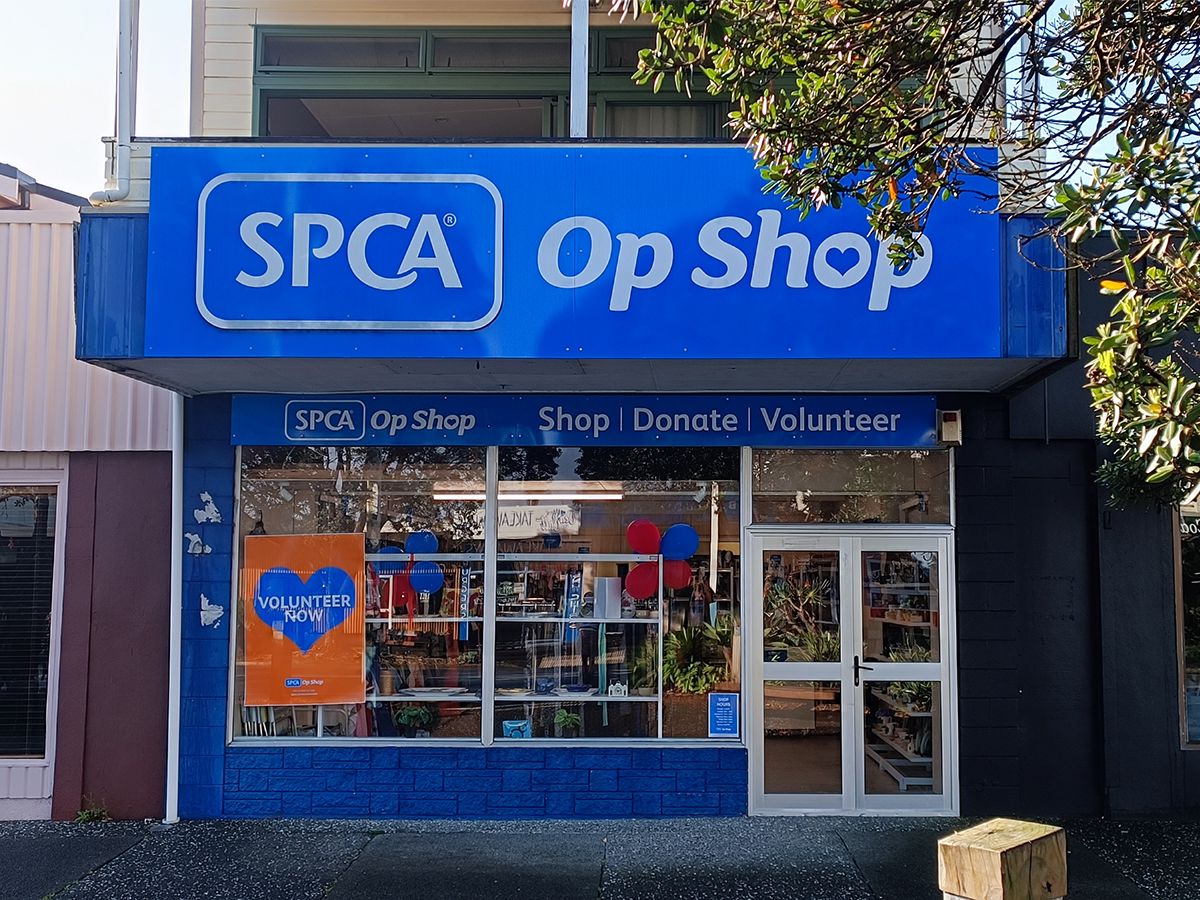 SPCA® Op Shop
SPCA Op Shop Shop | Donate | Volunteer
VOLUNTEER
NOW
SPCA Op Shop
SHOP
HOURS